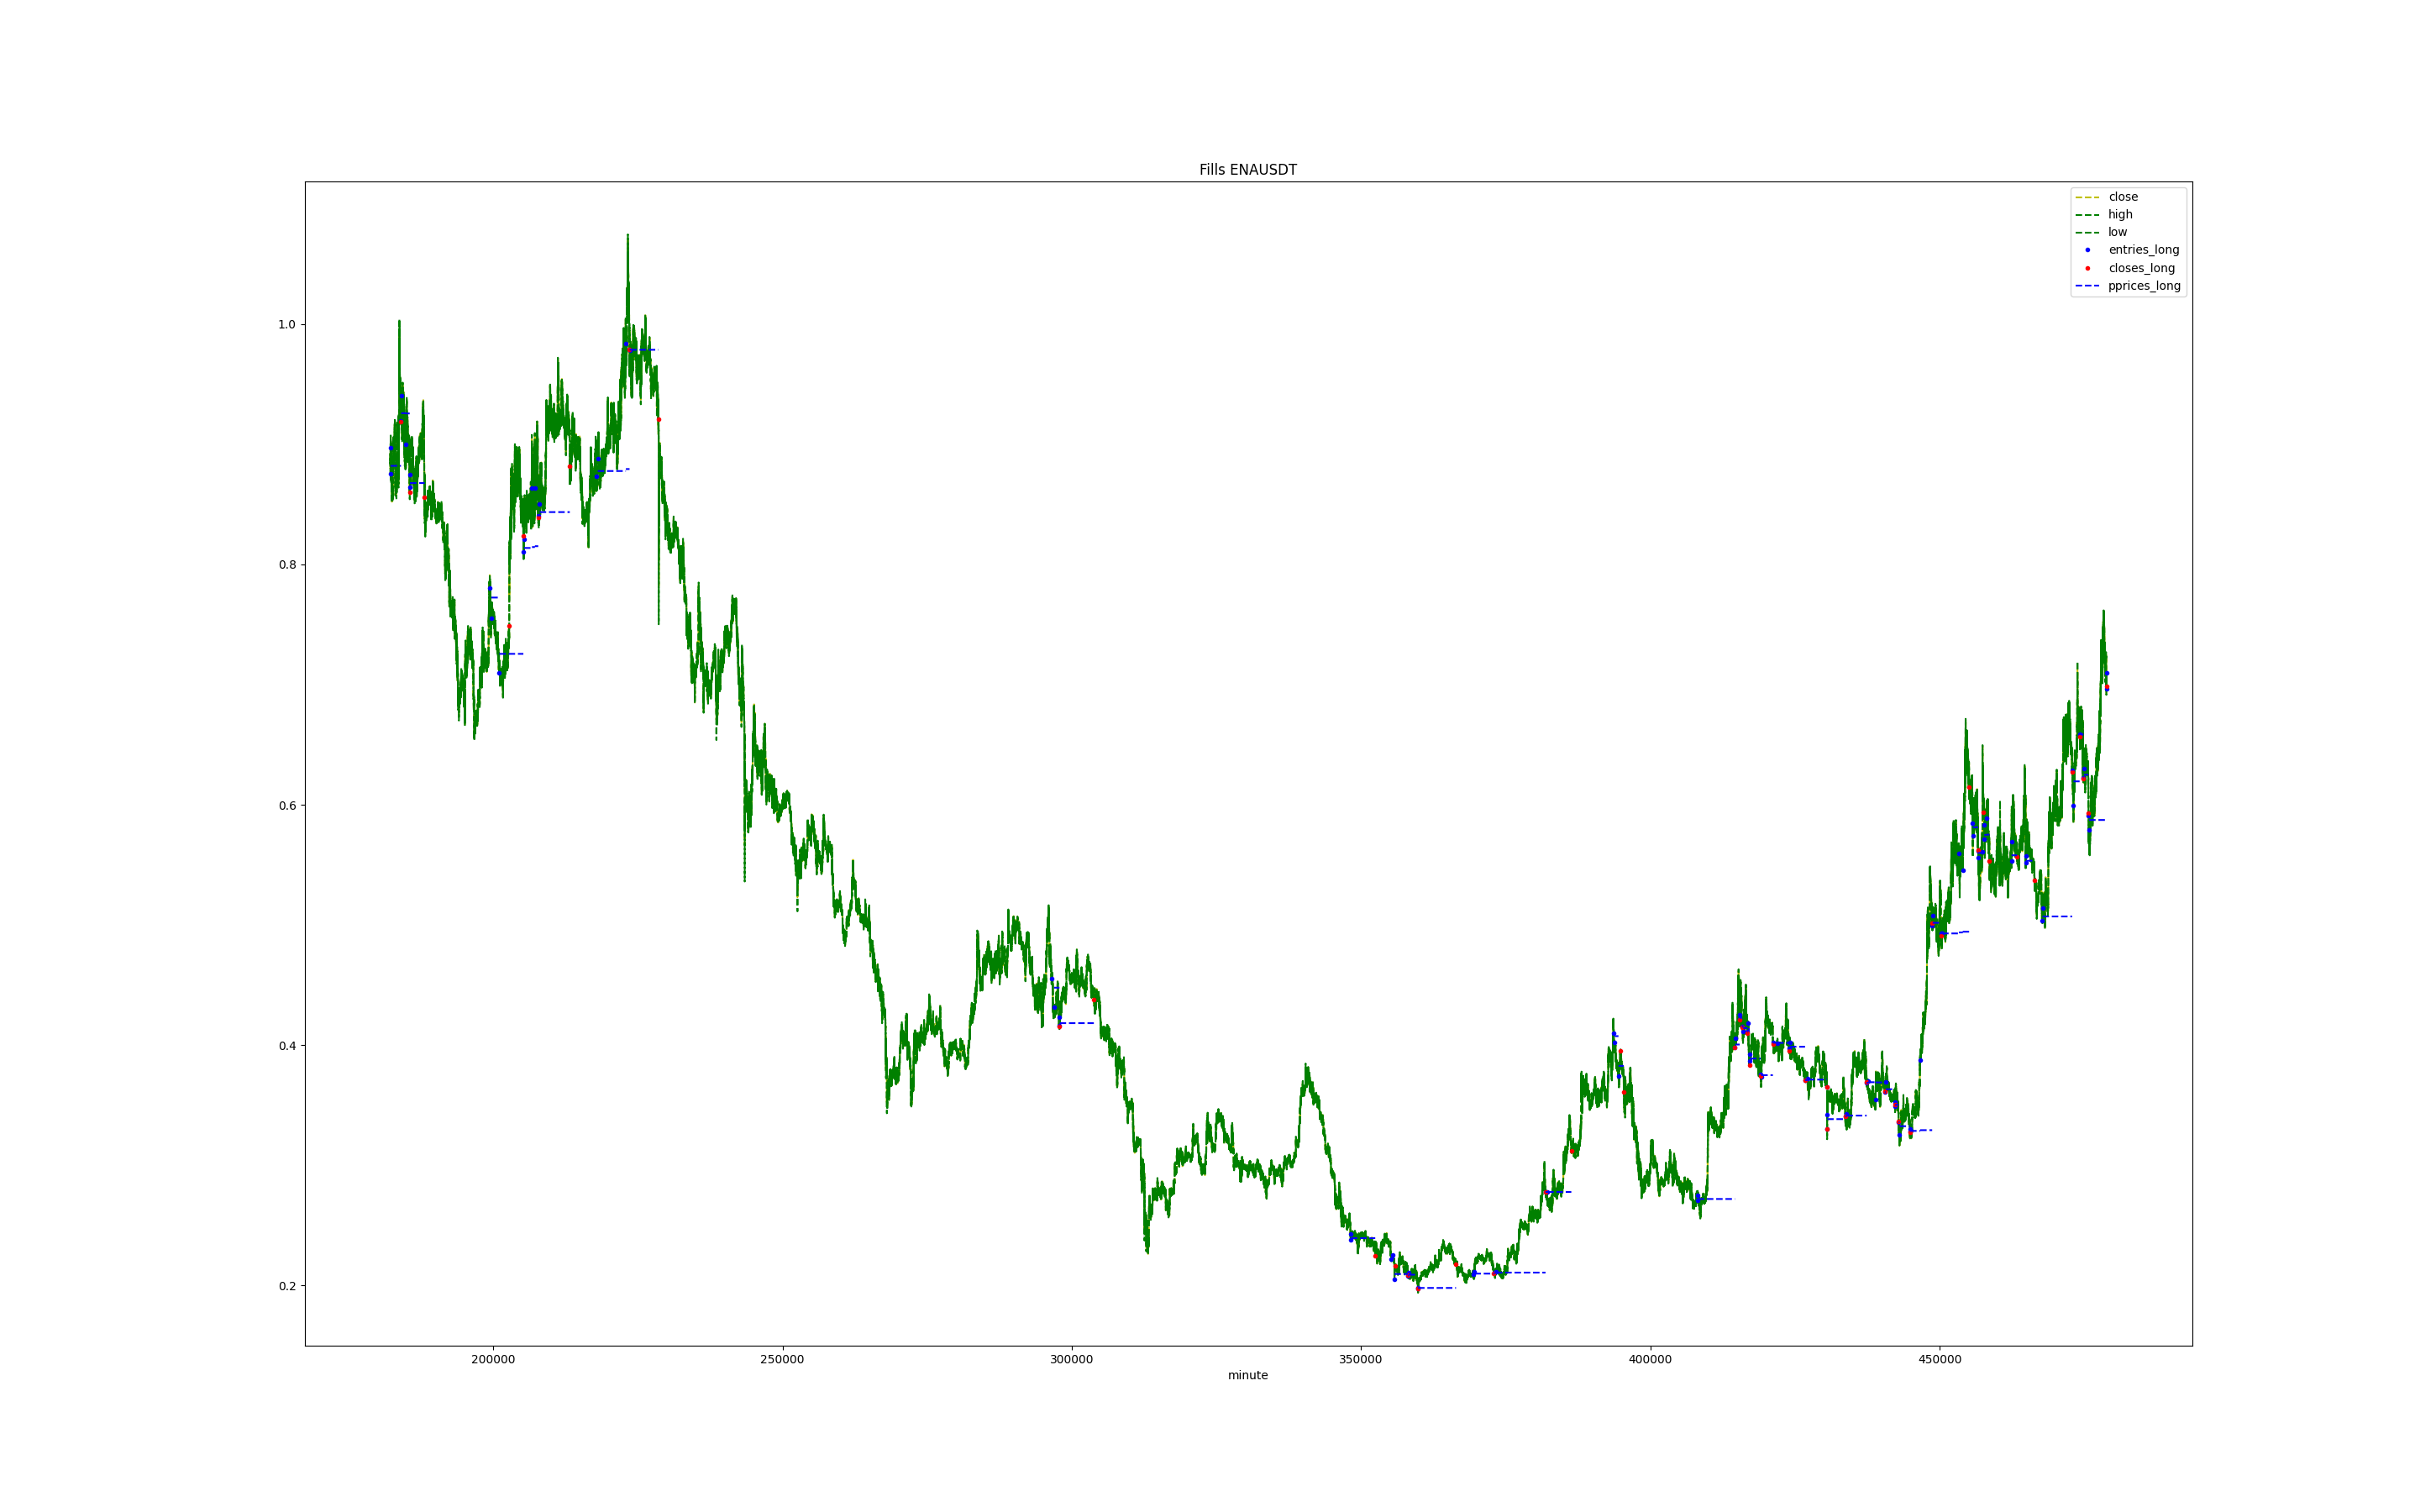 Fills ENAUSDT
close
high
low
entries_long
closes_long
pprices_long
1.0
0.8
0.6
0.4
0.2
200000
250000
300000
350000
400000
450000
minute